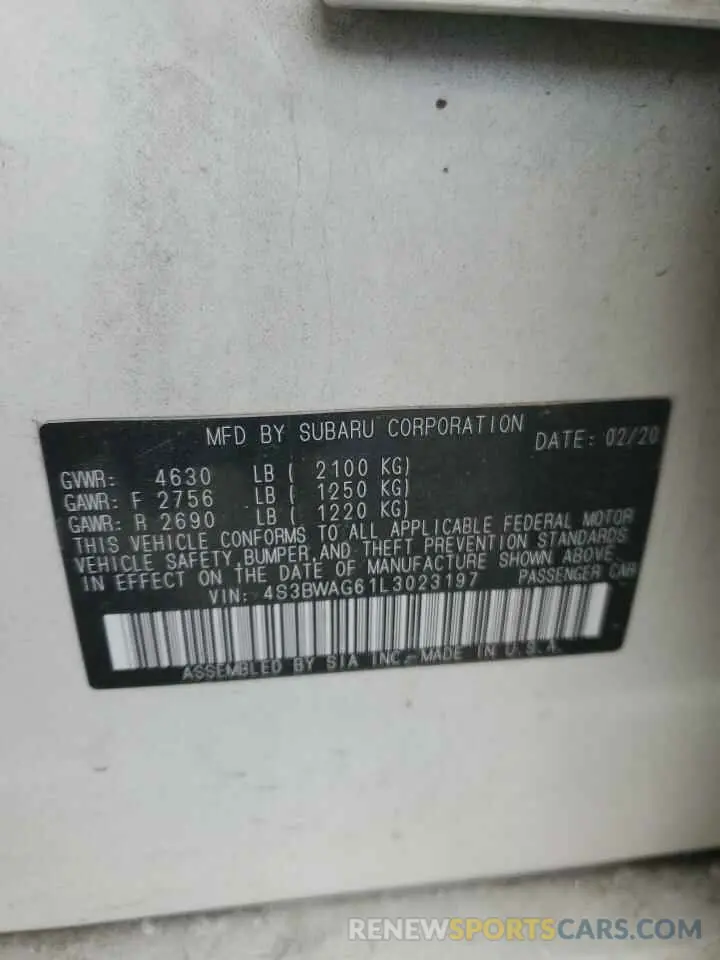 MFD BY SUBARU CORPORATION DATE: 02/20
GVWR: 4630 LB ( 2100 KG)
GAWR: F 2756 LB ( 1250 KG)
GAWR: R 2690 LB ( 1220 KG)
THIS VEHICLE CONFORMS TO ALL APPLICABLE FEDERAL MOTOR
VEHICLE SAFETY,BUMPER,AND THEFT PREVENTION STANDARDS
IN EFFECT ON THE DATE OF MANUFACTURE SHOWN ABOVE.
VIN: 4S3BWAG61L3023197 PASSENGER CAR
ASSEMBLED BY SIA INC.-MADE IN U.S.A.
RENEWSPORTSCARS.COM